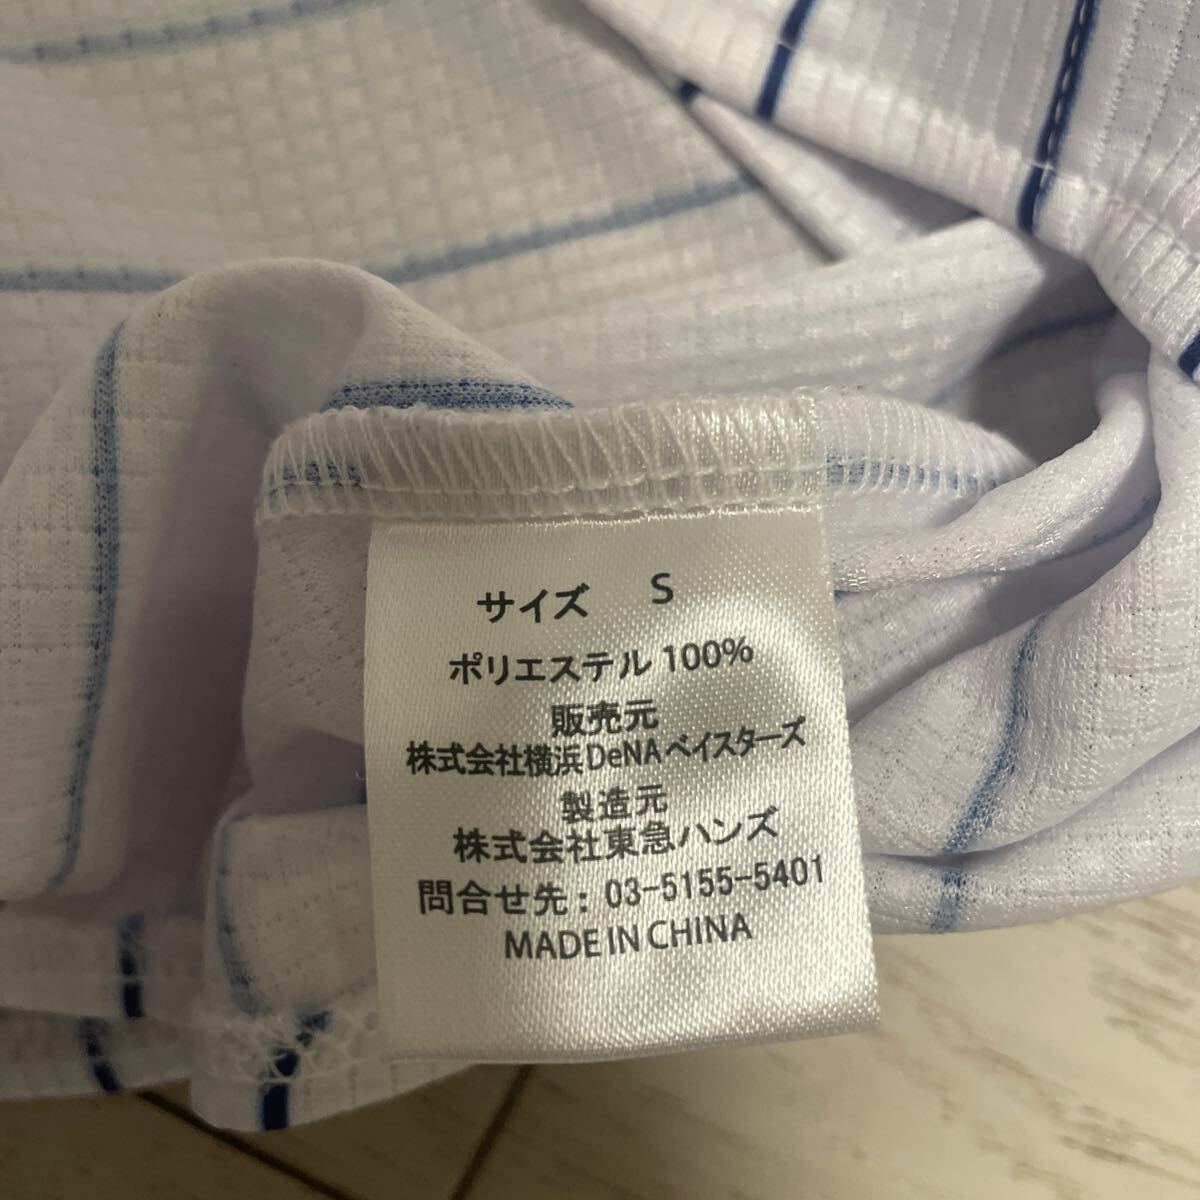 サイズ S
ポリエステル 100%
販売元
株式会社横浜DeNAベイスターズ
製造元
株式会社東急ハンズ
問合せ先：03-5155-5401
MADE IN CHINA